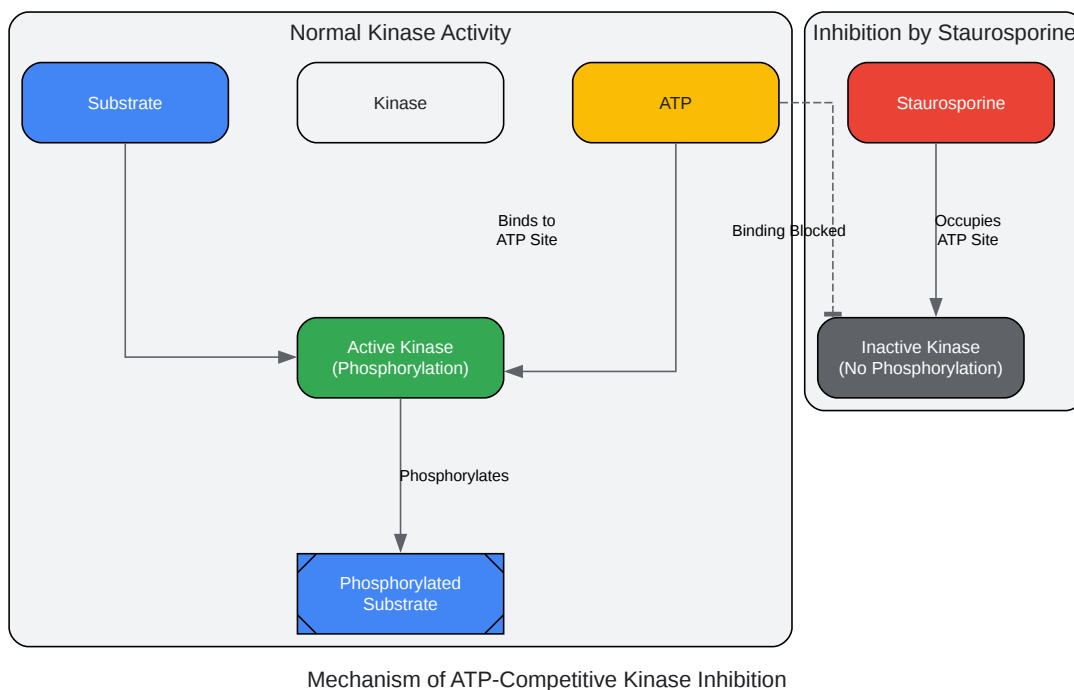 Normal Kinase Activity
Inhibition by Staurosporine
Substrate
Kinase
ATP
Staurosporine
Binds to
ATP Site
Binding Blocked
Occupies
ATP Site
Active Kinase
(Phosphorylation)
Inactive Kinase
(No Phosphorylation)
Phosphorylates
Phosphorylated
Substrate
Mechanism of ATP-Competitive Kinase Inhibition